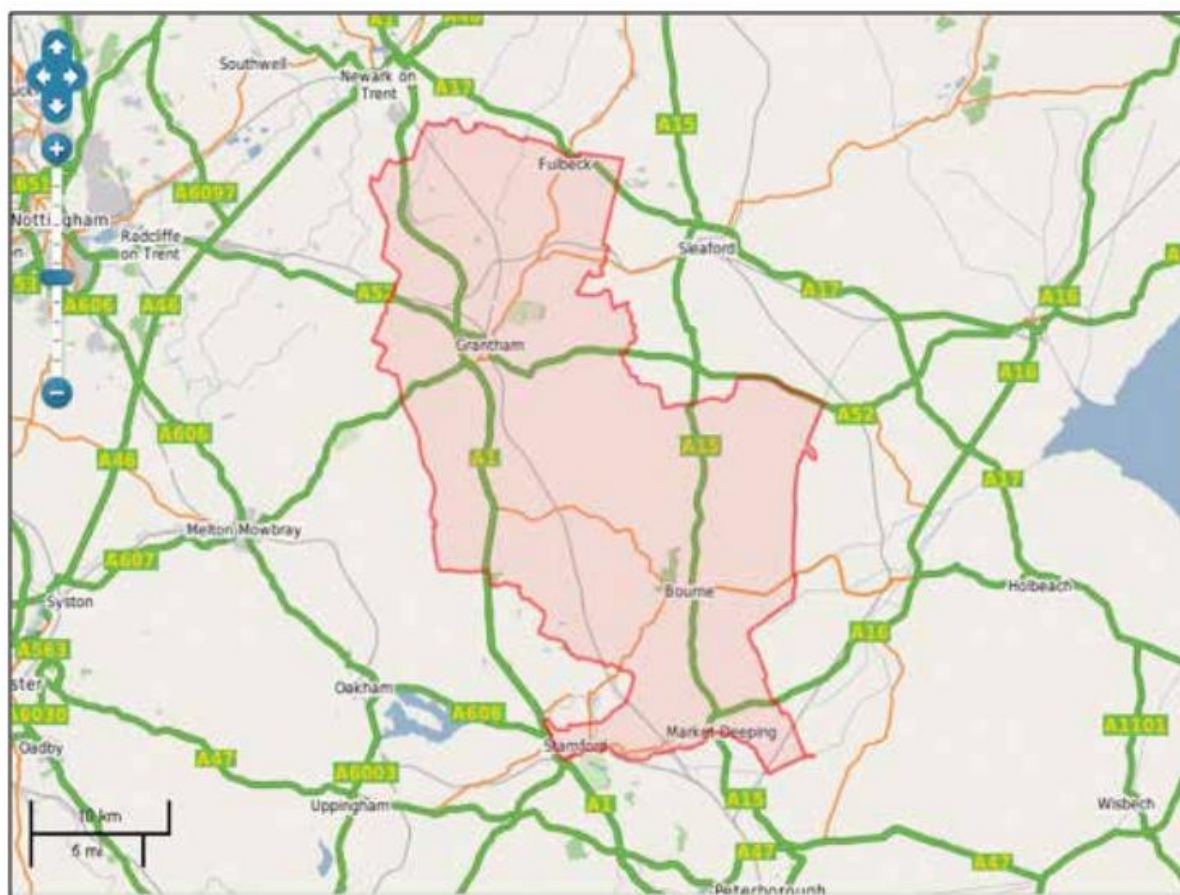 A1
A46
Southwell
Newark on
Trent
A17
A15
Fulbeck
A6097
Nottingham
Radcliffe
on Trent
Sleaford
A52
A17
A606
A46
A16
Grantham
A16
A52
A606
A1
A15
A46
A17
Melton Mowbray
A607
Syston
Bourne
Holbeach
A16
A563
Oakham
A606
A6030
Oadby
Stamford
Market Deeping
A1101
A47
A6003
Uppingham
A1
A15
Wisbech
10 km
6 mi
A47
A47
Peterborough